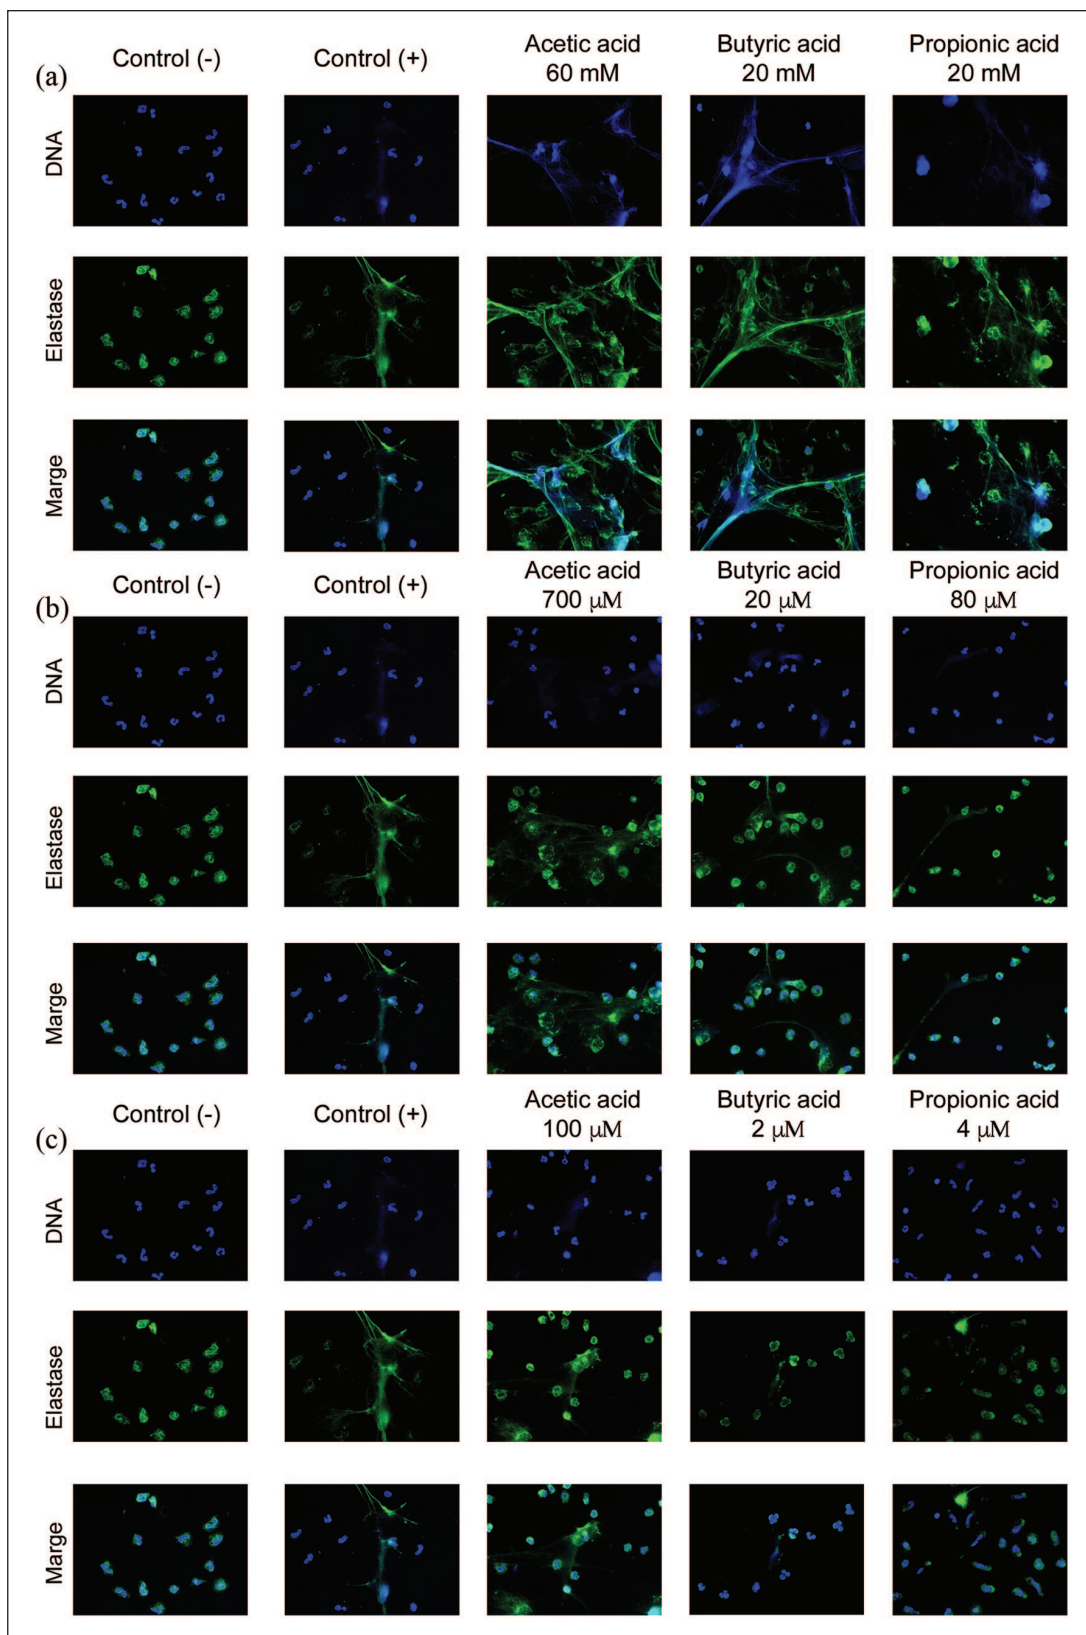 (a)
Control (-)
Control (+)
Acetic acid
60 mM
Butyric acid
20 mM
Propionic acid
20 mM
DNA
Elastase
Marge
(b)
Control (-)
Control (+)
Acetic acid
700 μM
Butyric acid
20 μM
Propionic acid
80 μM
DNA
Elastase
Marge
(c)
Control (-)
Control (+)
Acetic acid
100 μM
Butyric acid
2 μM
Propionic acid
4 μM
DNA
Elastase
Marge